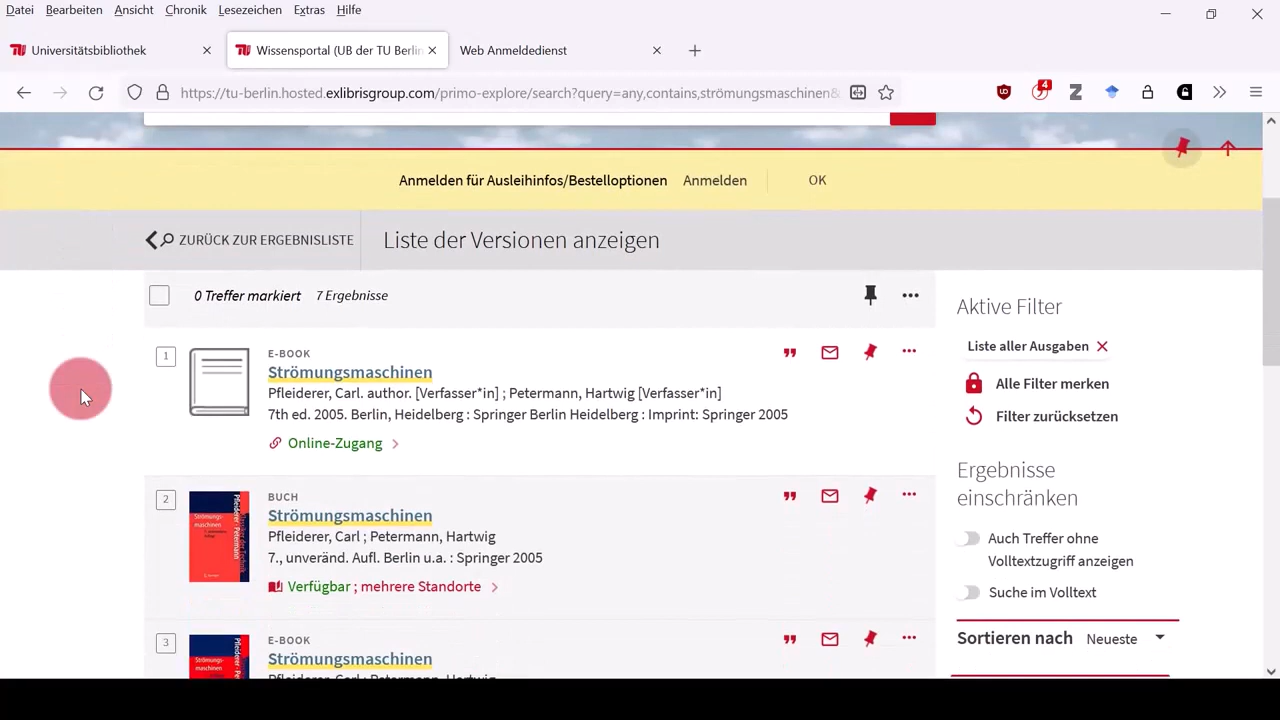 Datei Bearbeiten Ansicht Chronik Lesezeichen Extras Hilfe
Universitätsbibliothek
Wissensportal (UB der TU Berlin
Web Anmeldedienst
https://tu-berlin.hosted.exlibrisgroup.com/primo-explore/search?query=any,contains,strömungsmaschinen&
4
Anmelden für Ausleihinfos/Bestelloptionen Anmelden OK
ZURÜCK ZUR ERGEBNISLISTE
Liste der Versionen anzeigen
0 Treffer markiert 7 Ergebnisse
1
E-BOOK
Strömungsmaschinen
Pfleiderer, Carl. author. [Verfasser*in] ; Petermann, Hartwig [Verfasser*in]
7th ed. 2005. Berlin, Heidelberg : Springer Berlin Heidelberg : Imprint: Springer 2005
Online-Zugang
2
BUCH
Strömungsmaschinen
Pfleiderer, Carl ; Petermann, Hartwig
7., unveränd. Aufl. Berlin u.a. : Springer 2005
Verfügbar ; mehrere Standorte
3
E-BOOK
Strömungsmaschinen
Pfleiderer, Carl ; Petermann, Hartwig
Aktive Filter
Liste aller Ausgaben
Alle Filter merken
Filter zurücksetzen
Ergebnisse
einschränken
Auch Treffer ohne
Volltextzugriff anzeigen
Suche im Volltext
Sortieren nach Neueste